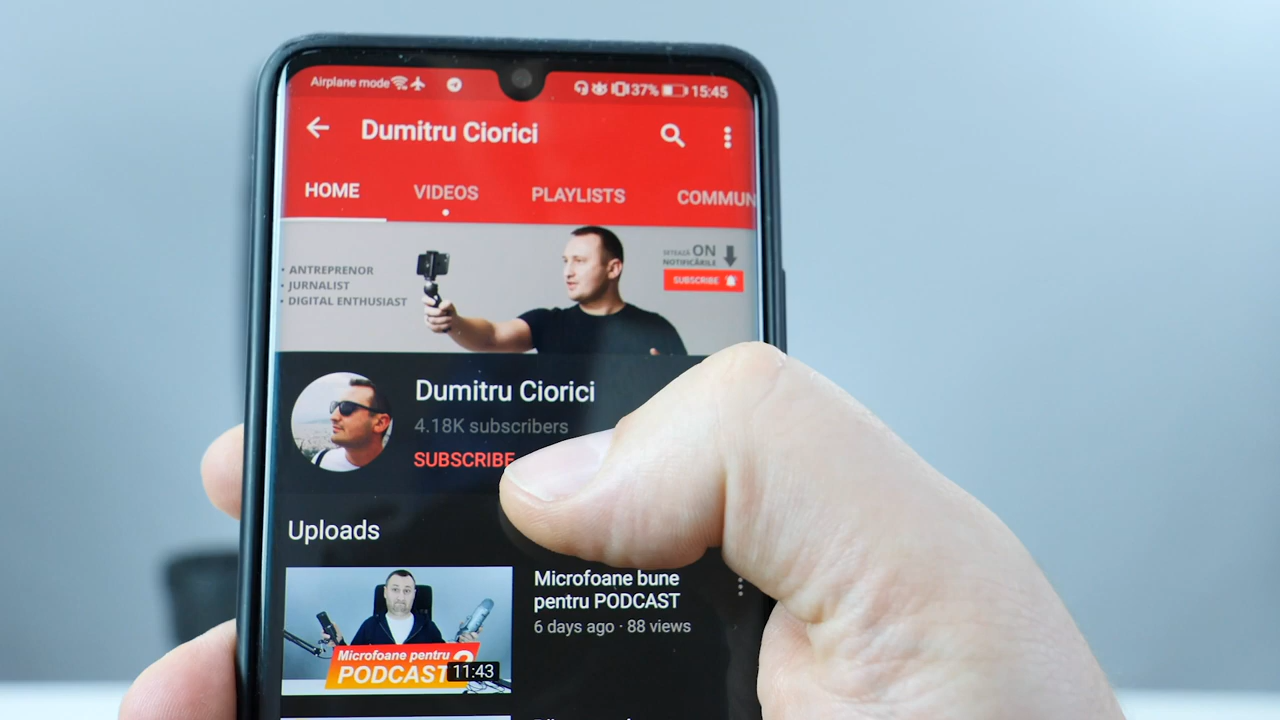 Airplane mode 37% 15:45
Dumitru Ciorici
HOME VIDEOS PLAYLISTS COMMUN
• ANTREPRENOR
• JURNALIST
• DIGITAL ENTHUSIAST
SETEAZĂ ON
NOTIFICĂRILE
SUBSCRIBE
Dumitru Ciorici
4.18K subscribers
SUBSCRIBE
Uploads
Microfoane bune
pentru PODCAST
6 days ago · 88 views
Microfoane pentru
PODCAST?
11:43